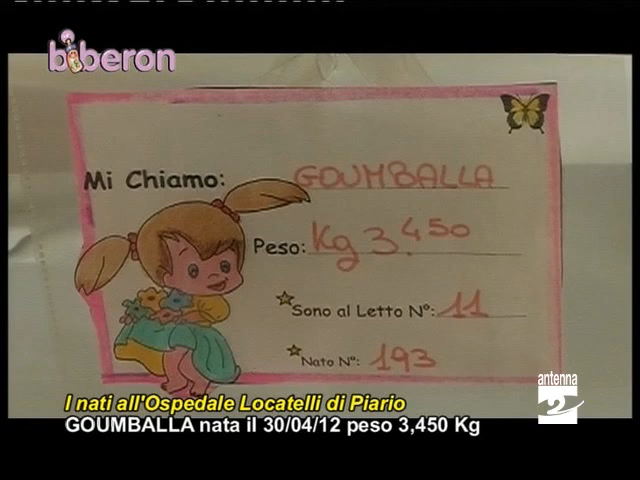 biberon
Mi Chiamo: GOUMBALLA
Peso: Kg 3.450
Sono al Letto N°: 11
Nato N°: 193
I nati all'Ospedale Locatelli di Piario
GOUMBALLA nata il 30/04/12 peso 3,450 Kg
antenna
2